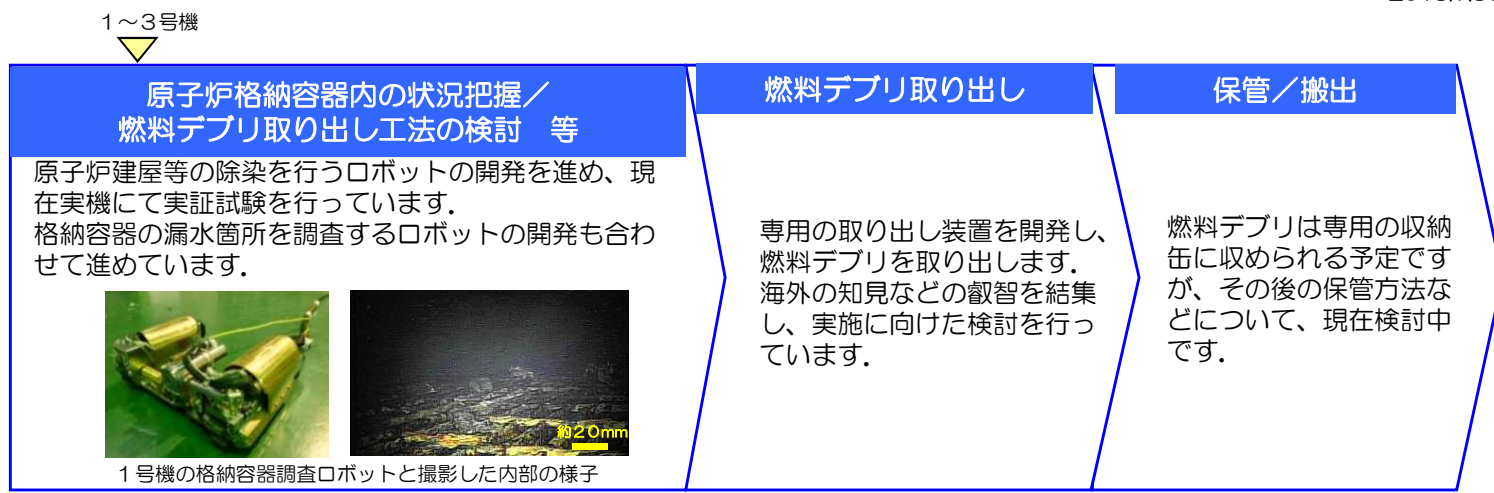 1～3号機
原子炉格納容器内の状況把握／
燃料デブリ取り出し工法の検討　等
原子炉建屋等の除染を行うロボットの開発を進め、現
在実機にて実証試験を行っています．
格納容器の漏水箇所を調査するロボットの開発も合わ
せて進めています．
約20mm
1号機の格納容器調査ロボットと撮影した内部の様子
燃料デブリ取り出し
専用の取り出し装置を開発し、
燃料デブリを取り出します．
海外の知見などの叡智を結集
し、実施に向けた検討を行っ
ています．
保管／搬出
燃料デブリは専用の収納
缶に収められる予定です
が、その後の保管方法な
どについて、現在検討中
です．